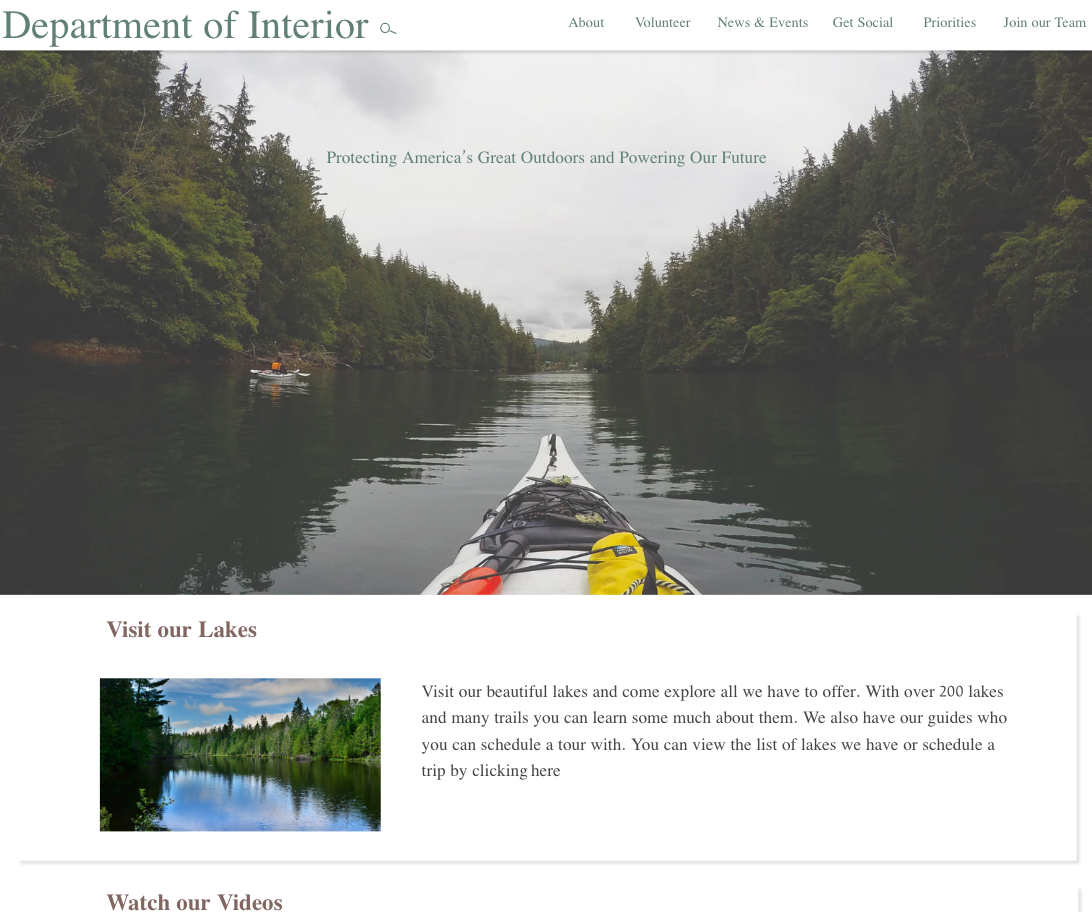 Department of Interior
About Volunteer News & Events Get Social Priorities Join our Team
Protecting America's Great Outdoors and Powering Our Future
Visit our Lakes
Visit our beautiful lakes and come explore all we have to offer. With over 200 lakes
and many trails you can learn some much about them. We also have our guides who
you can schedule a tour with. You can view the list of lakes we have or schedule a
trip by clicking here
Watch our Videos